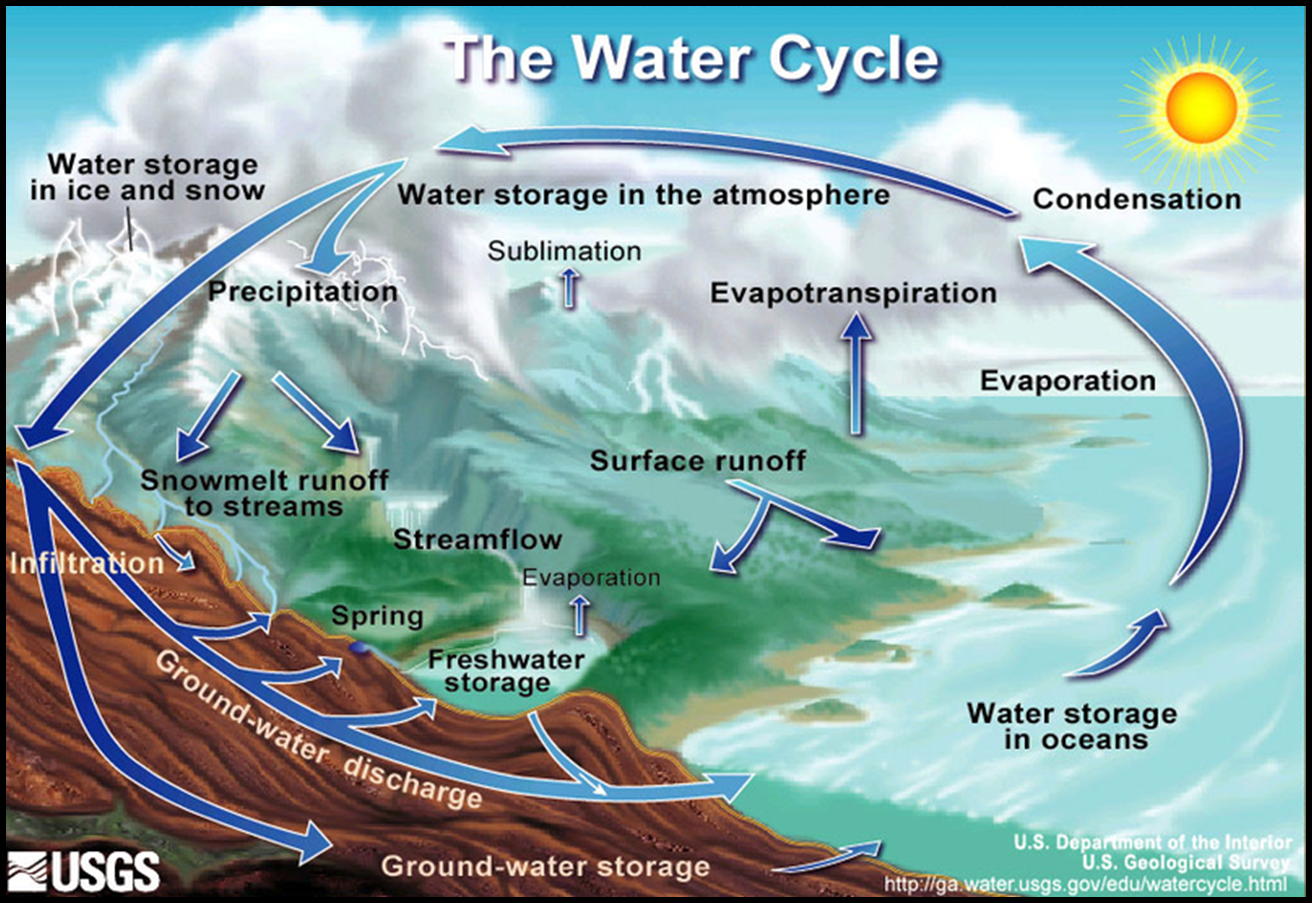 The Water Cycle
Water storage
in ice and snow
Water storage in the atmosphere
Condensation
Sublimation
Precipitation
Evapotranspiration
Evaporation
Surface runoff
Snowmelt runoff
to streams
Streamflow
Infiltration
Evaporation
Spring
Freshwater
storage
Ground-water discharge
Water storage
in oceans
Ground-water storage
USGS
U.S. Department of the Interior
U.S. Geological Survey
http://ga.water.usgs.gov/edu/watercycle.html